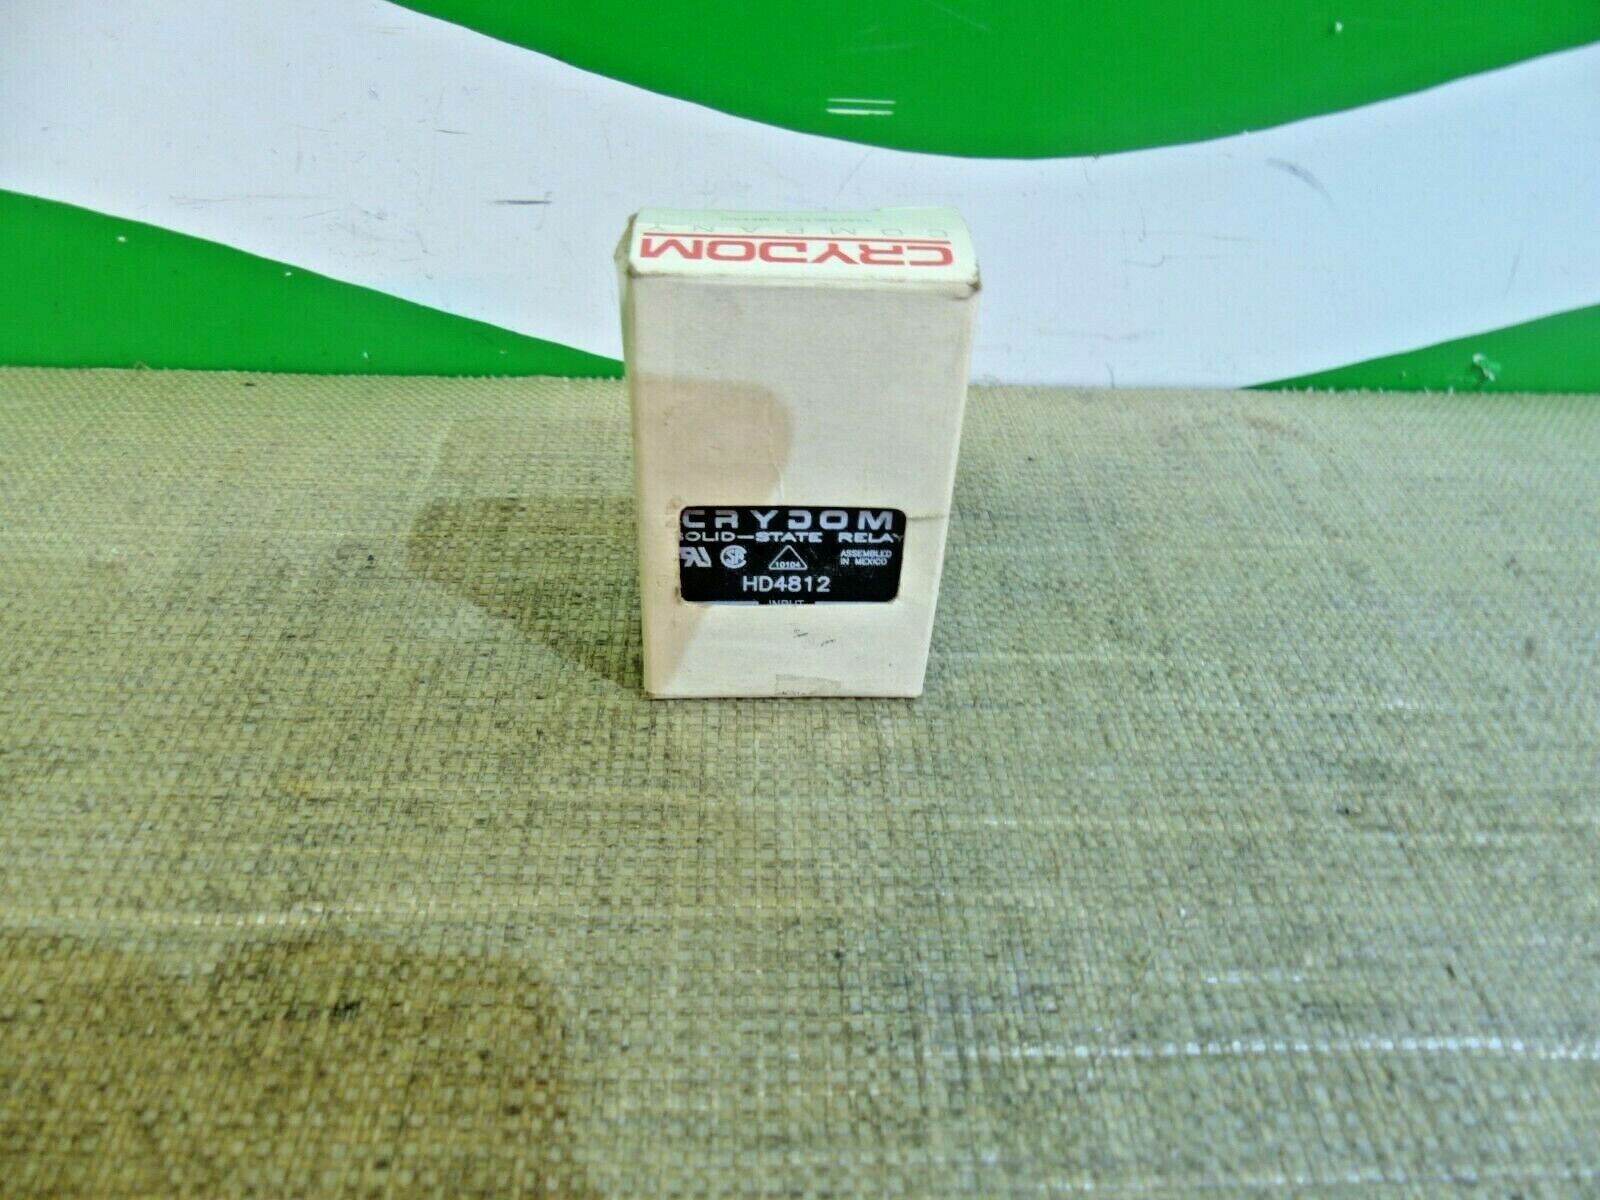 CRYDOM
COMPANY
CRYDOM
SOLID-STATE RELAY
10104
ASSEMBLED
IN MEXICO
HD4812
INPUT